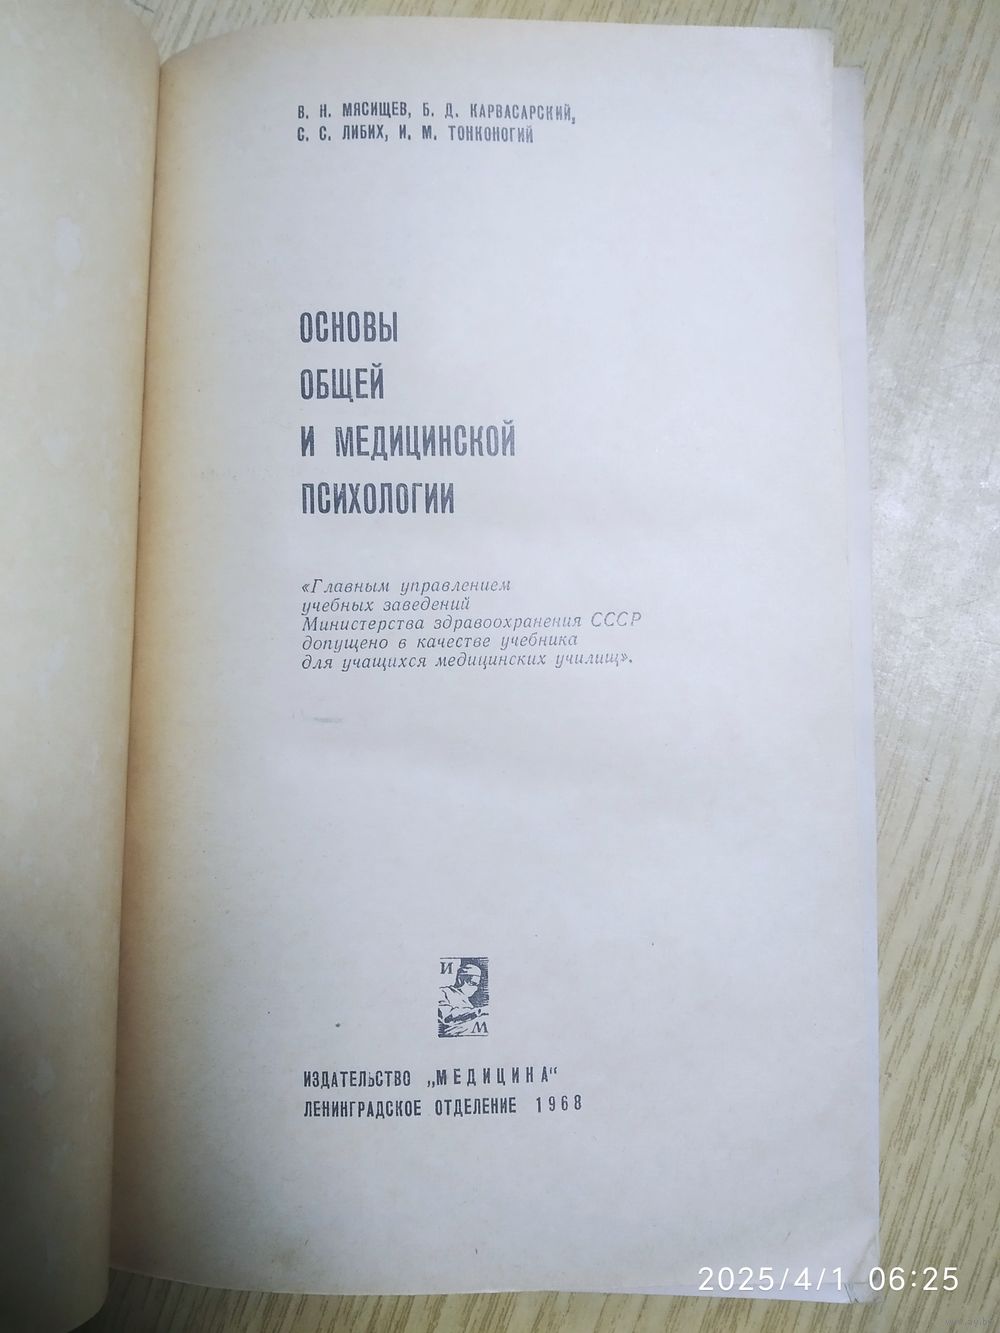 В. Н. МЯСИЩЕВ, Б. Д. КАРВАСАРСКИЙ,
С. С. ЛИБИХ, И. М. ТОНКОНОГИЙ
ОСНОВЫ
ОБЩЕЙ
И МЕДИЦИНСКОЙ
ПСИХОЛОГИИ
«Главным управлением
учебных заведений
Министерства здравоохранения СССР
допущено в качестве учебника
для учащихся медицинских училищ».
И
М
ИЗДАТЕЛЬСТВО „МЕДИЦИНА“
ЛЕНИНГРАДСКОЕ ОТДЕЛЕНИЕ 1968
2025/4/1 06:25